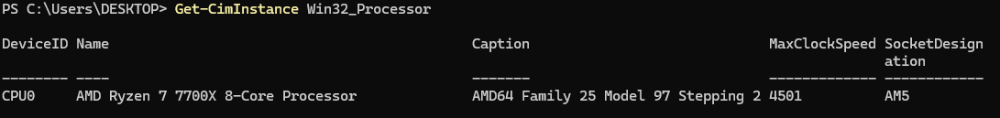 PS C:\Users\DESKTOP> Get-CimInstance Win32_Processor
DeviceID Name Caption MaxClockSpeed SocketDesign
ation
-------- ---- ------- ------------- ------------
CPU0 AMD Ryzen 7 7700X 8-Core Processor AMD64 Family 25 Model 97 Stepping 2 4501 AM5